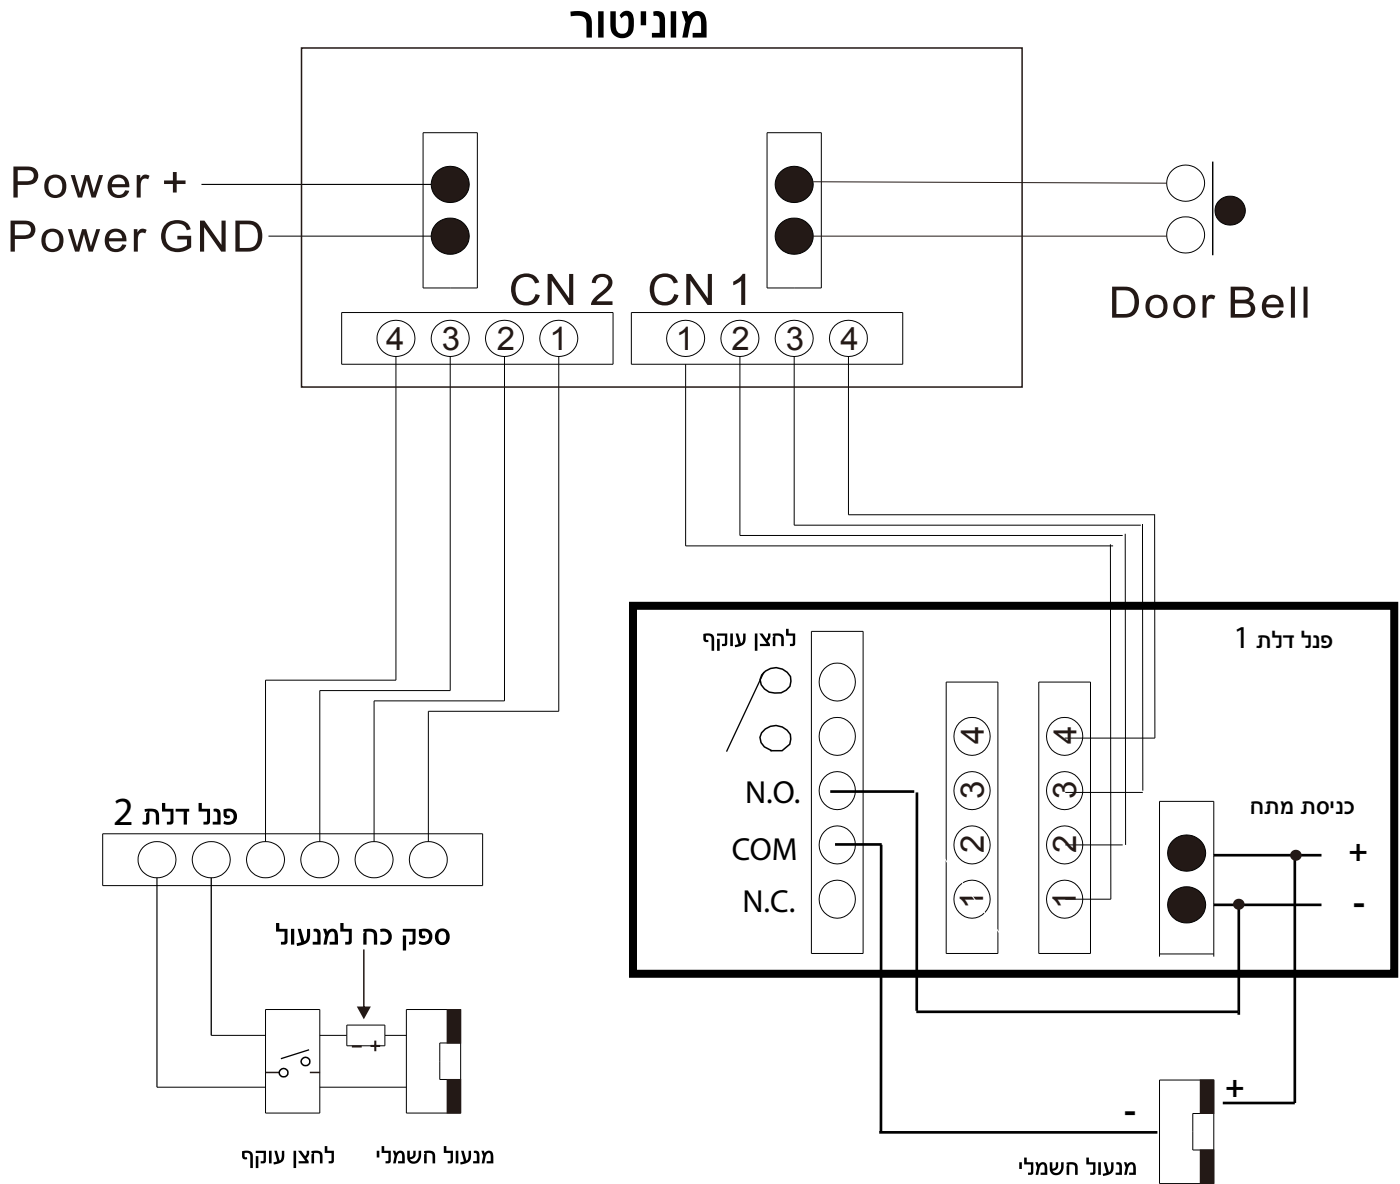 מוניטור
Power +
Power GND
CN 2 CN 1
Door Bell
4 3 2 1 1 2 3 4
לחצן עוקף
פנל דלת 1
4 4
N.O. 3 3
COM 2 2
N.C. 1 1
כניסת מתח
+
-
פנל דלת 2
ספק כח למנעול
- +
לחצן עוקף
מנעול חשמלי
+
-
מנעול חשמלי